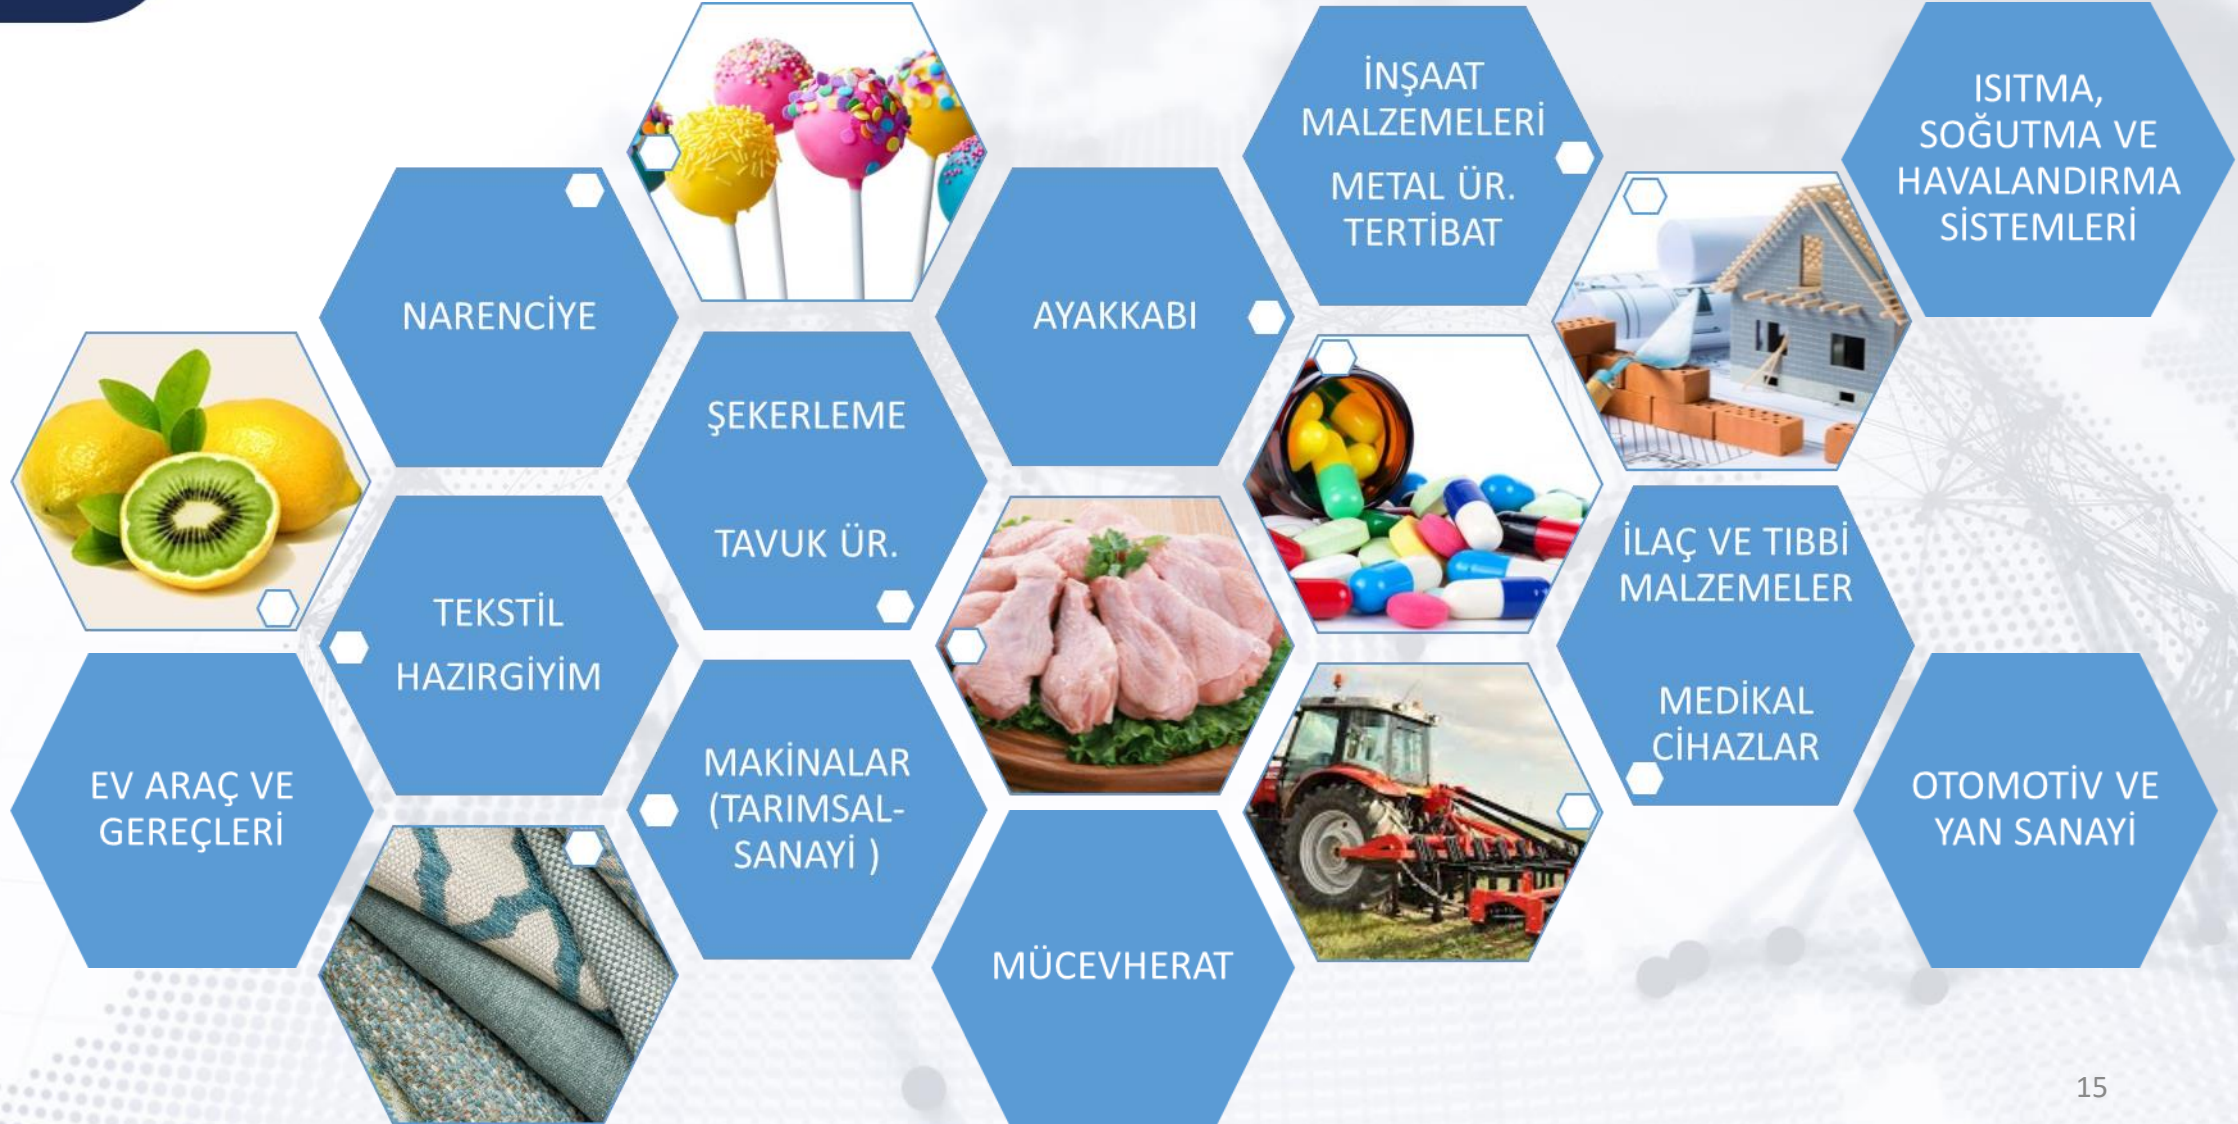 İNŞAAT
MALZEMELERİ
METAL ÜR.
TERTİBAT
ISITMA,
SOĞUTMA VE
HAVALANDIRMA
SİSTEMLERİ
NARENCİYE
AYAKKABI
ŞEKERLEME
TAVUK ÜR.
İLAÇ VE TIBBİ
MALZEMELER
MEDİKAL
CİHAZLAR
TEKSTİL
HAZIRGİYİM
EV ARAÇ VE
GEREÇLERİ
MAKİNALAR
(TARIMSAL-
SANAYİ )
OTOMOTİV VE
YAN SANAYİ
MÜCEVHERAT
15